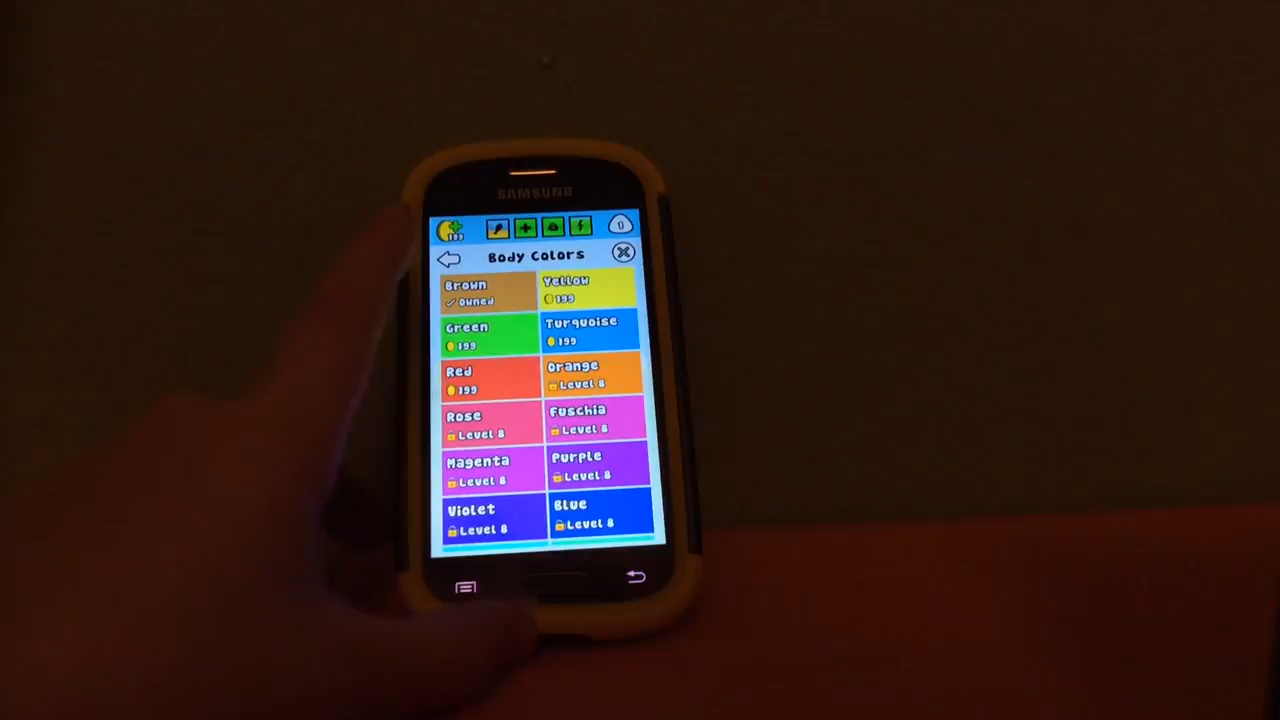 SAMSUNG
199
0
Body Colors
Brown
Owned
Yellow
199
Green
199
Turquoise
199
Red
199
Orange
Level 8
Rose
Level 8
Fuschia
Level 8
Magenta
Level 8
Purple
Level 8
Violet
Level 8
Blue
Level 8